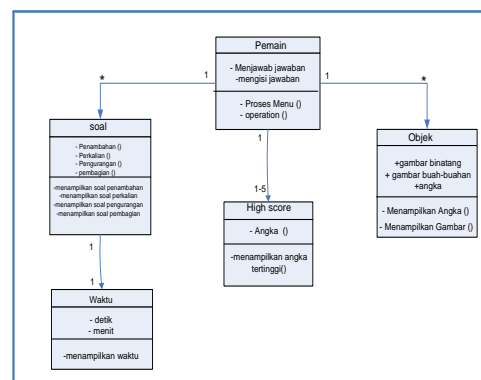 Pemain
- Menjawab jawaban
-mengisi jawaban
- Proses Menu ()
- operation ()
1
1
*
*
1
1-5
soal
- Penambahan ()
- Perkalian ()
- Pengurangan ()
- pembagian ()
-menampilkan soal penambahan
-menampilkan soal perkalian
-menampilkan soal pengurangan
-menampilkan soal pembagian
Objek
+gambar binatang
+ gambar buah-buahan
+angka
- Menampilkan Angka ()
- Menampilkan Gambar ()
High score
- Angka ()
-menampilkan angka
tertinggi()
1
1
Waktu
- detik
- menit
-menampilkan waktu